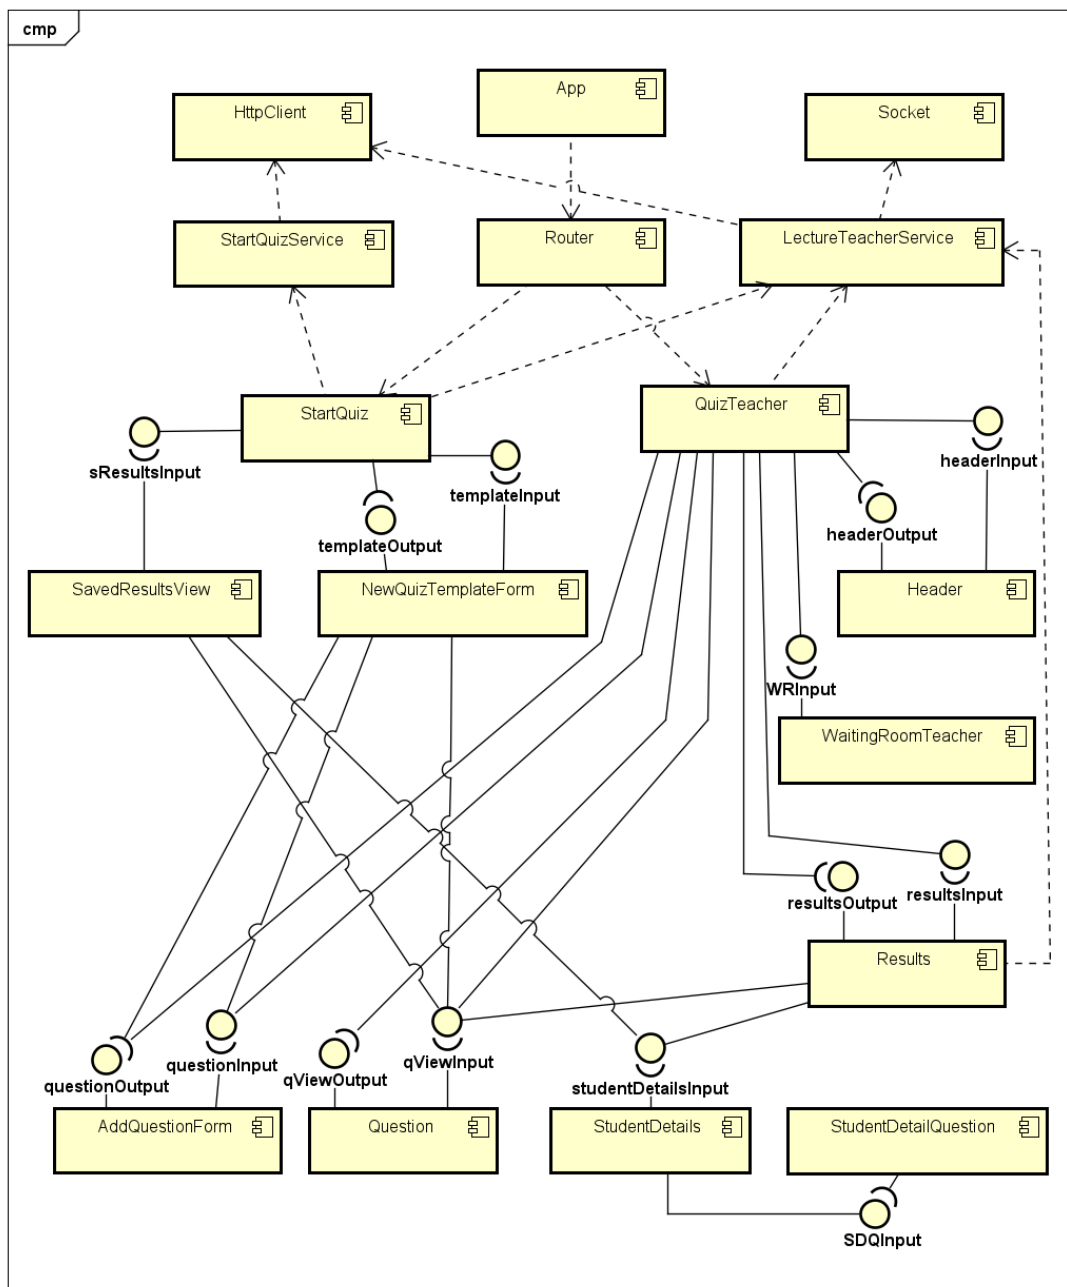 cmp
App
HttpClient
Socket
StartQuizService
Router
LectureTeacherService
StartQuiz
QuizTeacher
sResultsInput
templateInput
headerInput
templateOutput
headerOutput
SavedResultsView
NewQuizTemplateForm
Header
WRInput
WaitingRoomTeacher
resultsOutput
resultsInput
Results
questionOutput
questionInput
qViewOutput
qViewInput
studentDetailsInput
AddQuestionForm
Question
StudentDetails
StudentDetailQuestion
SDQInput